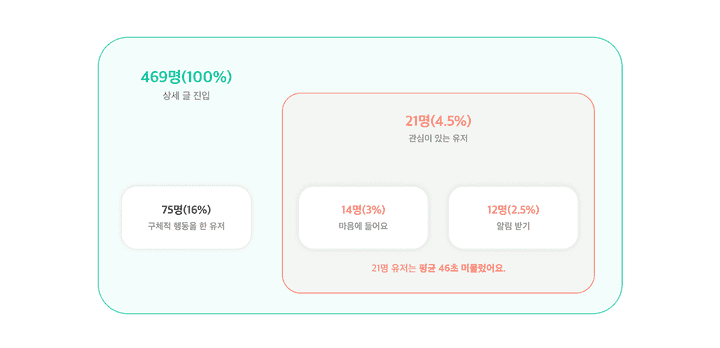 469명(100%)
상세 글 진입
21명(4.5%)
관심이 있는 유저
75명(16%)
구체적 행동을 한 유저
14명(3%)
마음에 들어요
12명(2.5%)
알림 받기
21명 유저는 평균 46초 머물렀어요.